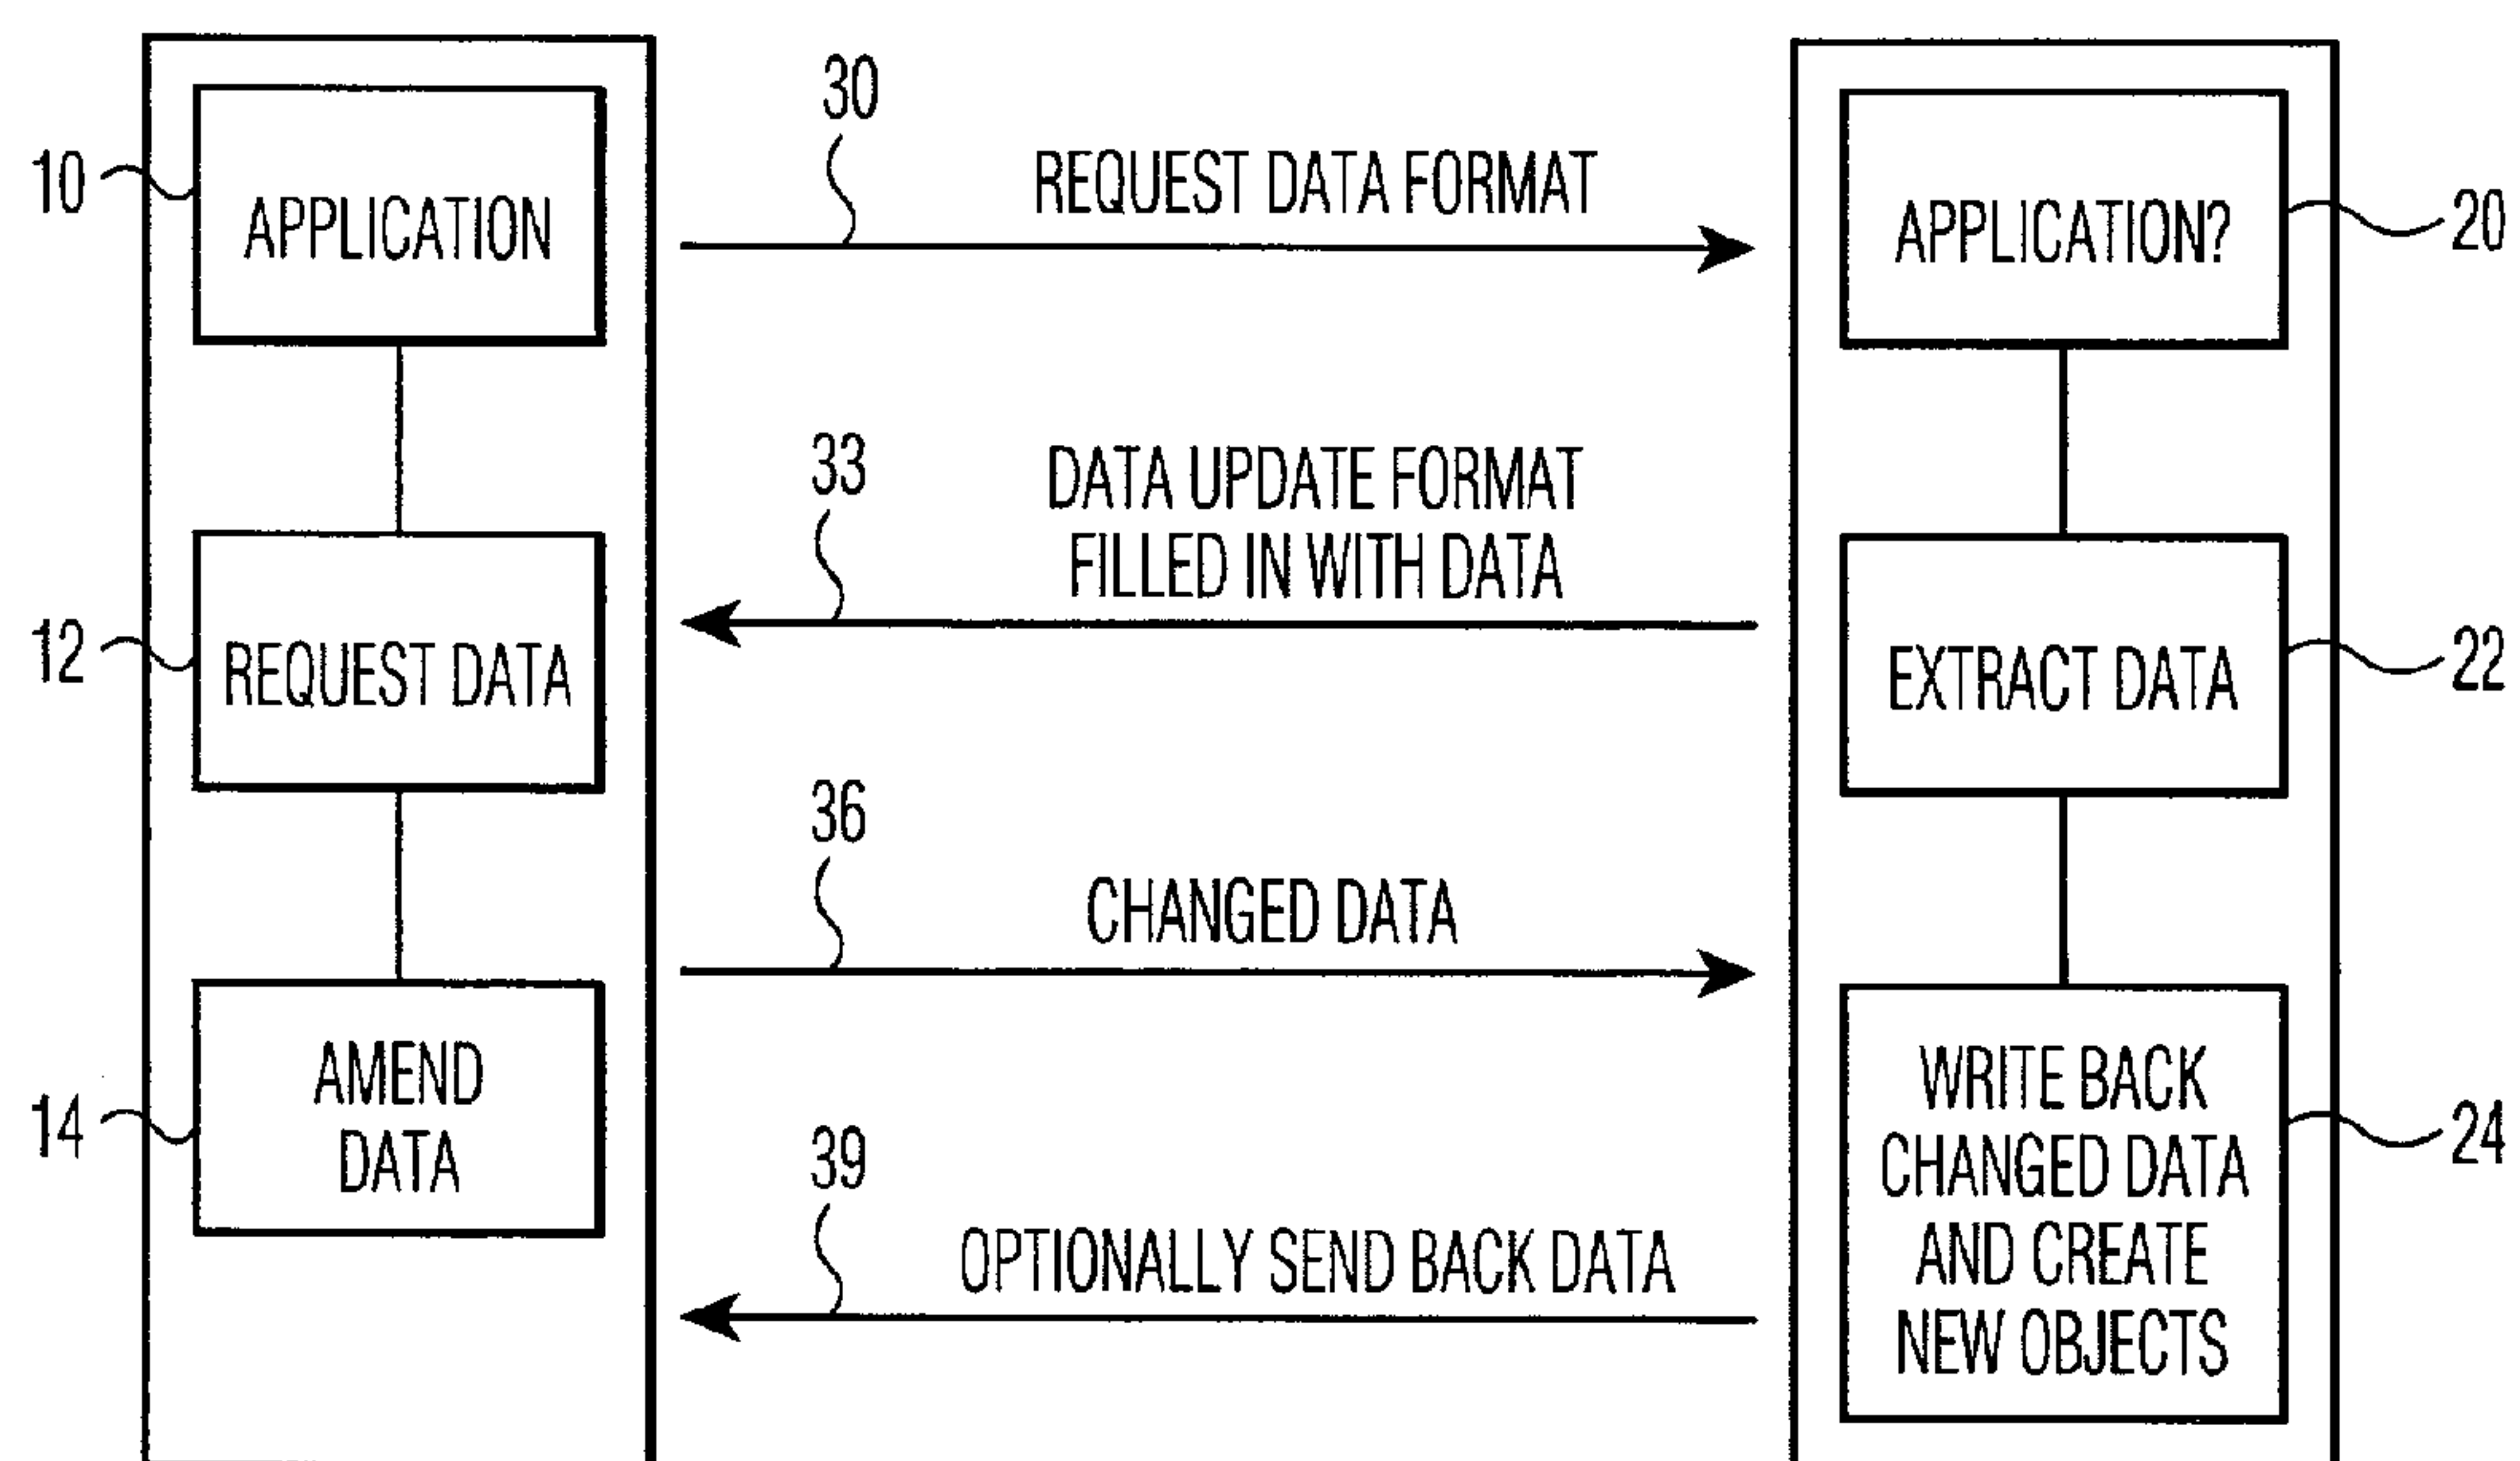 30
10
APPLICATION
REQUEST DATA FORMAT
APPLICATION?
20
33
DATA UPDATE FORMAT
FILLED IN WITH DATA
12
REQUEST DATA
EXTRACT DATA
22
36
CHANGED DATA
14
AMEND
DATA
39
OPTIONALLY SEND BACK DATA
WRITE BACK
CHANGED DATA
AND CREATE
NEW OBJECTS
24